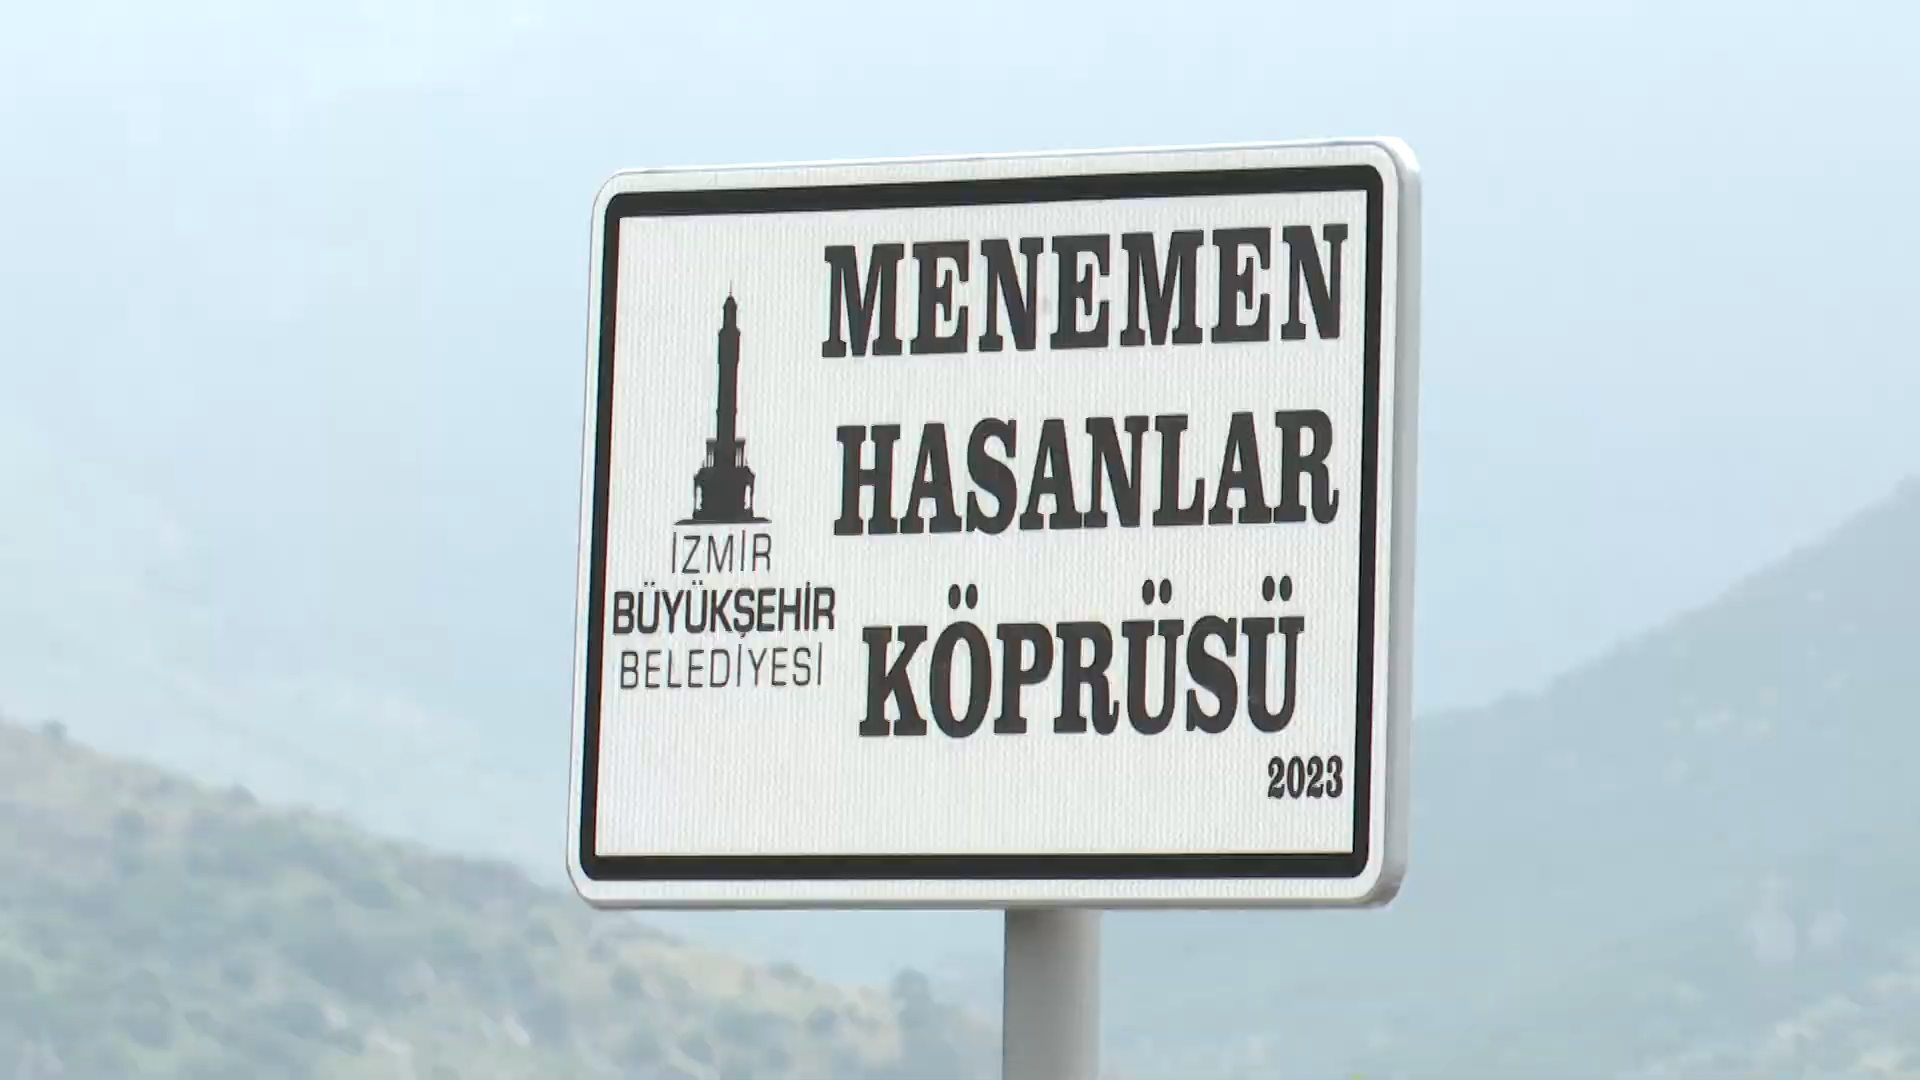 İZMİR
BÜYÜKŞEHİR
BELEDİYESİ
MENEMEN
HASANLAR
KÖPRÜSÜ
2023